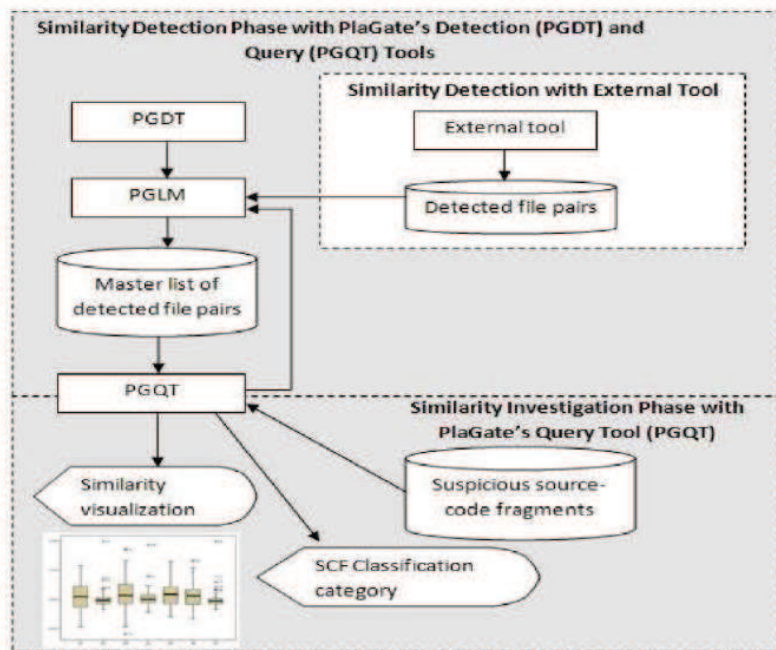 Similarity Detection Phase with PlaGate's Detection (PGDT) and
Query (PGQT) Tools
Similarity Detection with External Tool
PGDT
External tool
PGLM
Detected file pairs
Master list of
detected file pairs
PGQT
Similarity Investigation Phase with
PlaGate's Query Tool (PGQT)
Similarity
visualization
Suspicious source-
code fragments
SCF Classification
category